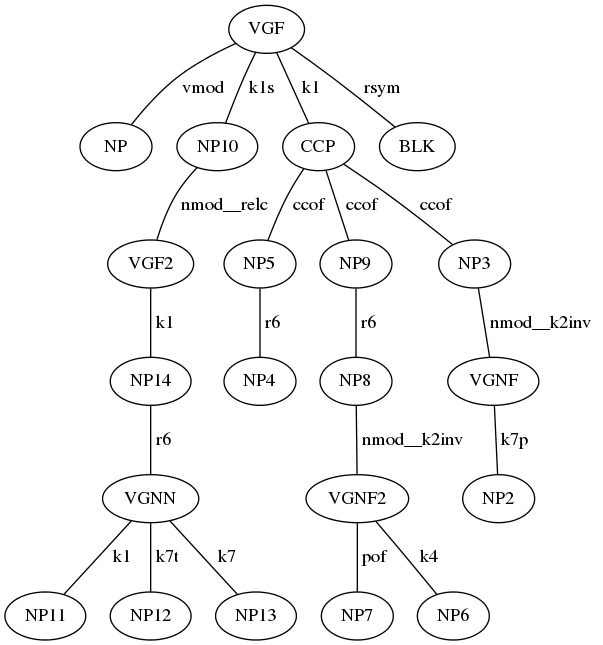 VGF
vmod k1s k1 rsym
NP NP10 CCP BLK
nmod__relc ccof ccof ccof
VGF2 NP5 NP9 NP3
k1 r6 r6 nmod__k2inv
NP14 NP4 NP8 VGNF
r6 nmod__k2inv k7p
VGNN VGNF2 NP2
k1 k7t k7 pof k4
NP11 NP12 NP13 NP7 NP6